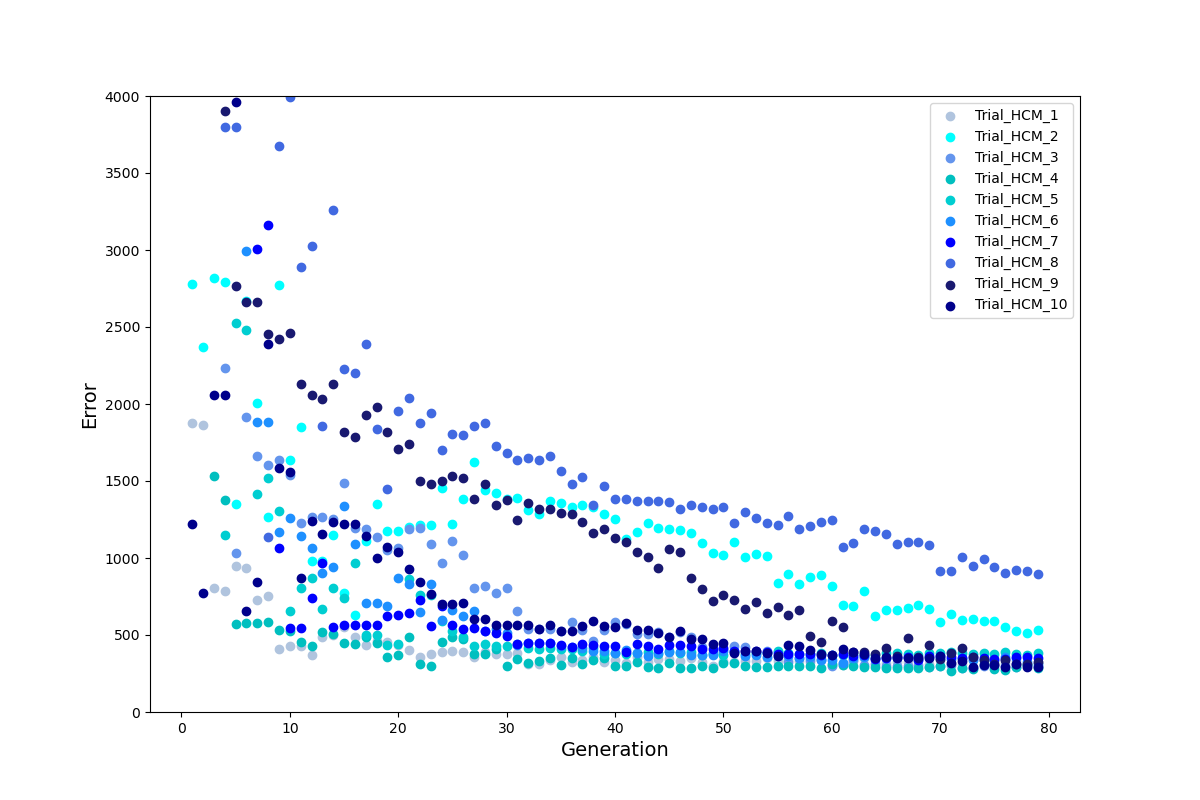 4000
3500
3000
2500
2000
1500
1000
500
0
Error
0 10 20 30 40 50 60 70 80
Generation
Trial_HCM_1
Trial_HCM_2
Trial_HCM_3
Trial_HCM_4
Trial_HCM_5
Trial_HCM_6
Trial_HCM_7
Trial_HCM_8
Trial_HCM_9
Trial_HCM_10